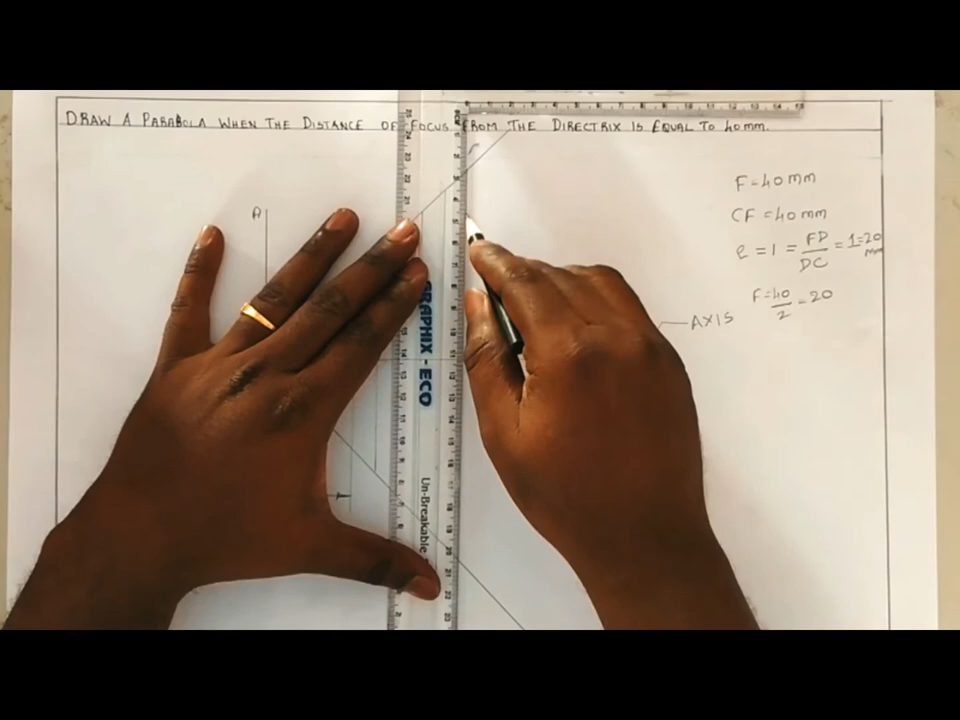 DRAW A PARABOLA WHEN THE DISTANCE OF FOCUS FROM THE DIRECTRIX IS EQUAL TO 40mm.
F=40mm
CF=40mm
e = 1 = FP/DC = 1=20 mm
F=40/2=20
AXIS
A
GRAPHIX - ECO
Un-Breakable